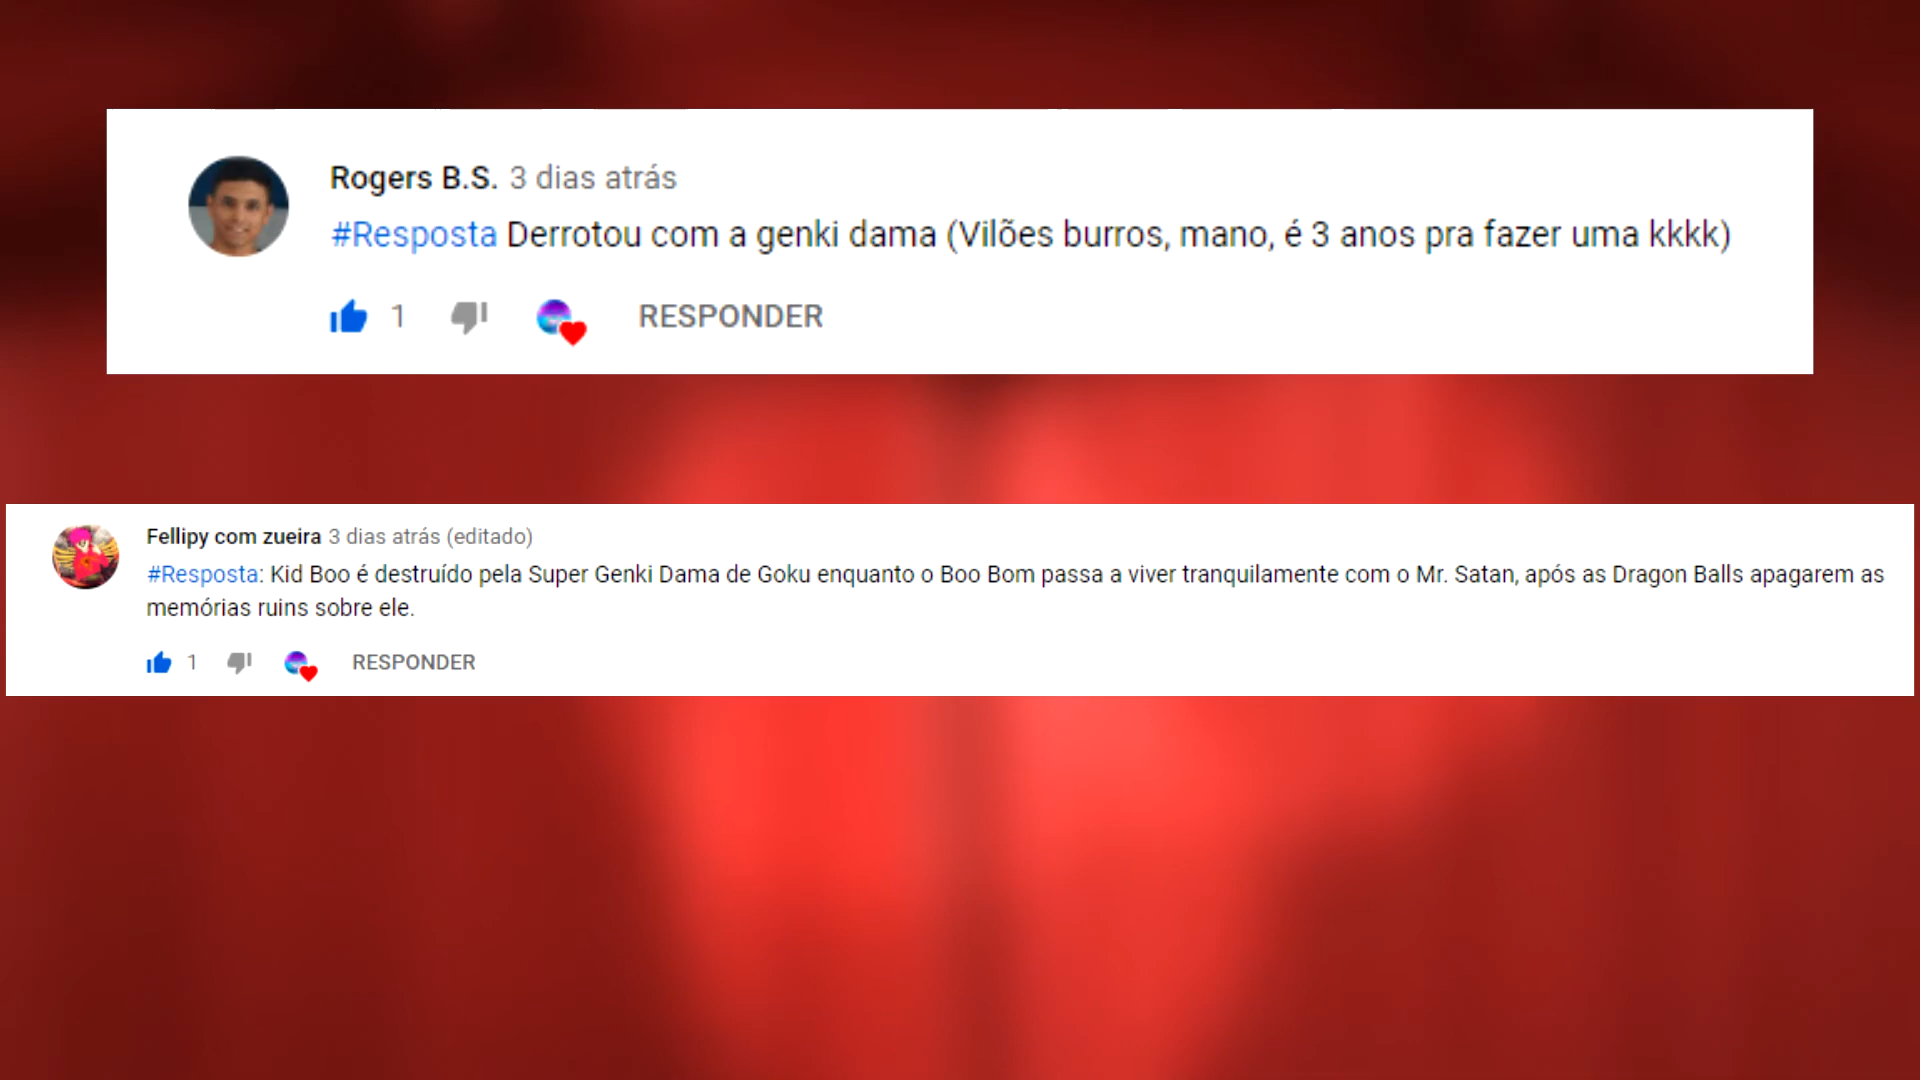 Rogers B.S. 3 dias atrás
#Resposta Derrotou com a genki dama (Vilões burros, mano, é 3 anos pra fazer uma kkkk)
1 RESPONDER
Fellipy com zueira 3 dias atrás (editado)
#Resposta: Kid Boo é destruído pela Super Genki Dama de Goku enquanto o Boo Bom passa a viver tranquilamente com o Mr. Satan, após as Dragon Balls apagarem as
memórias ruins sobre ele.
1 RESPONDER